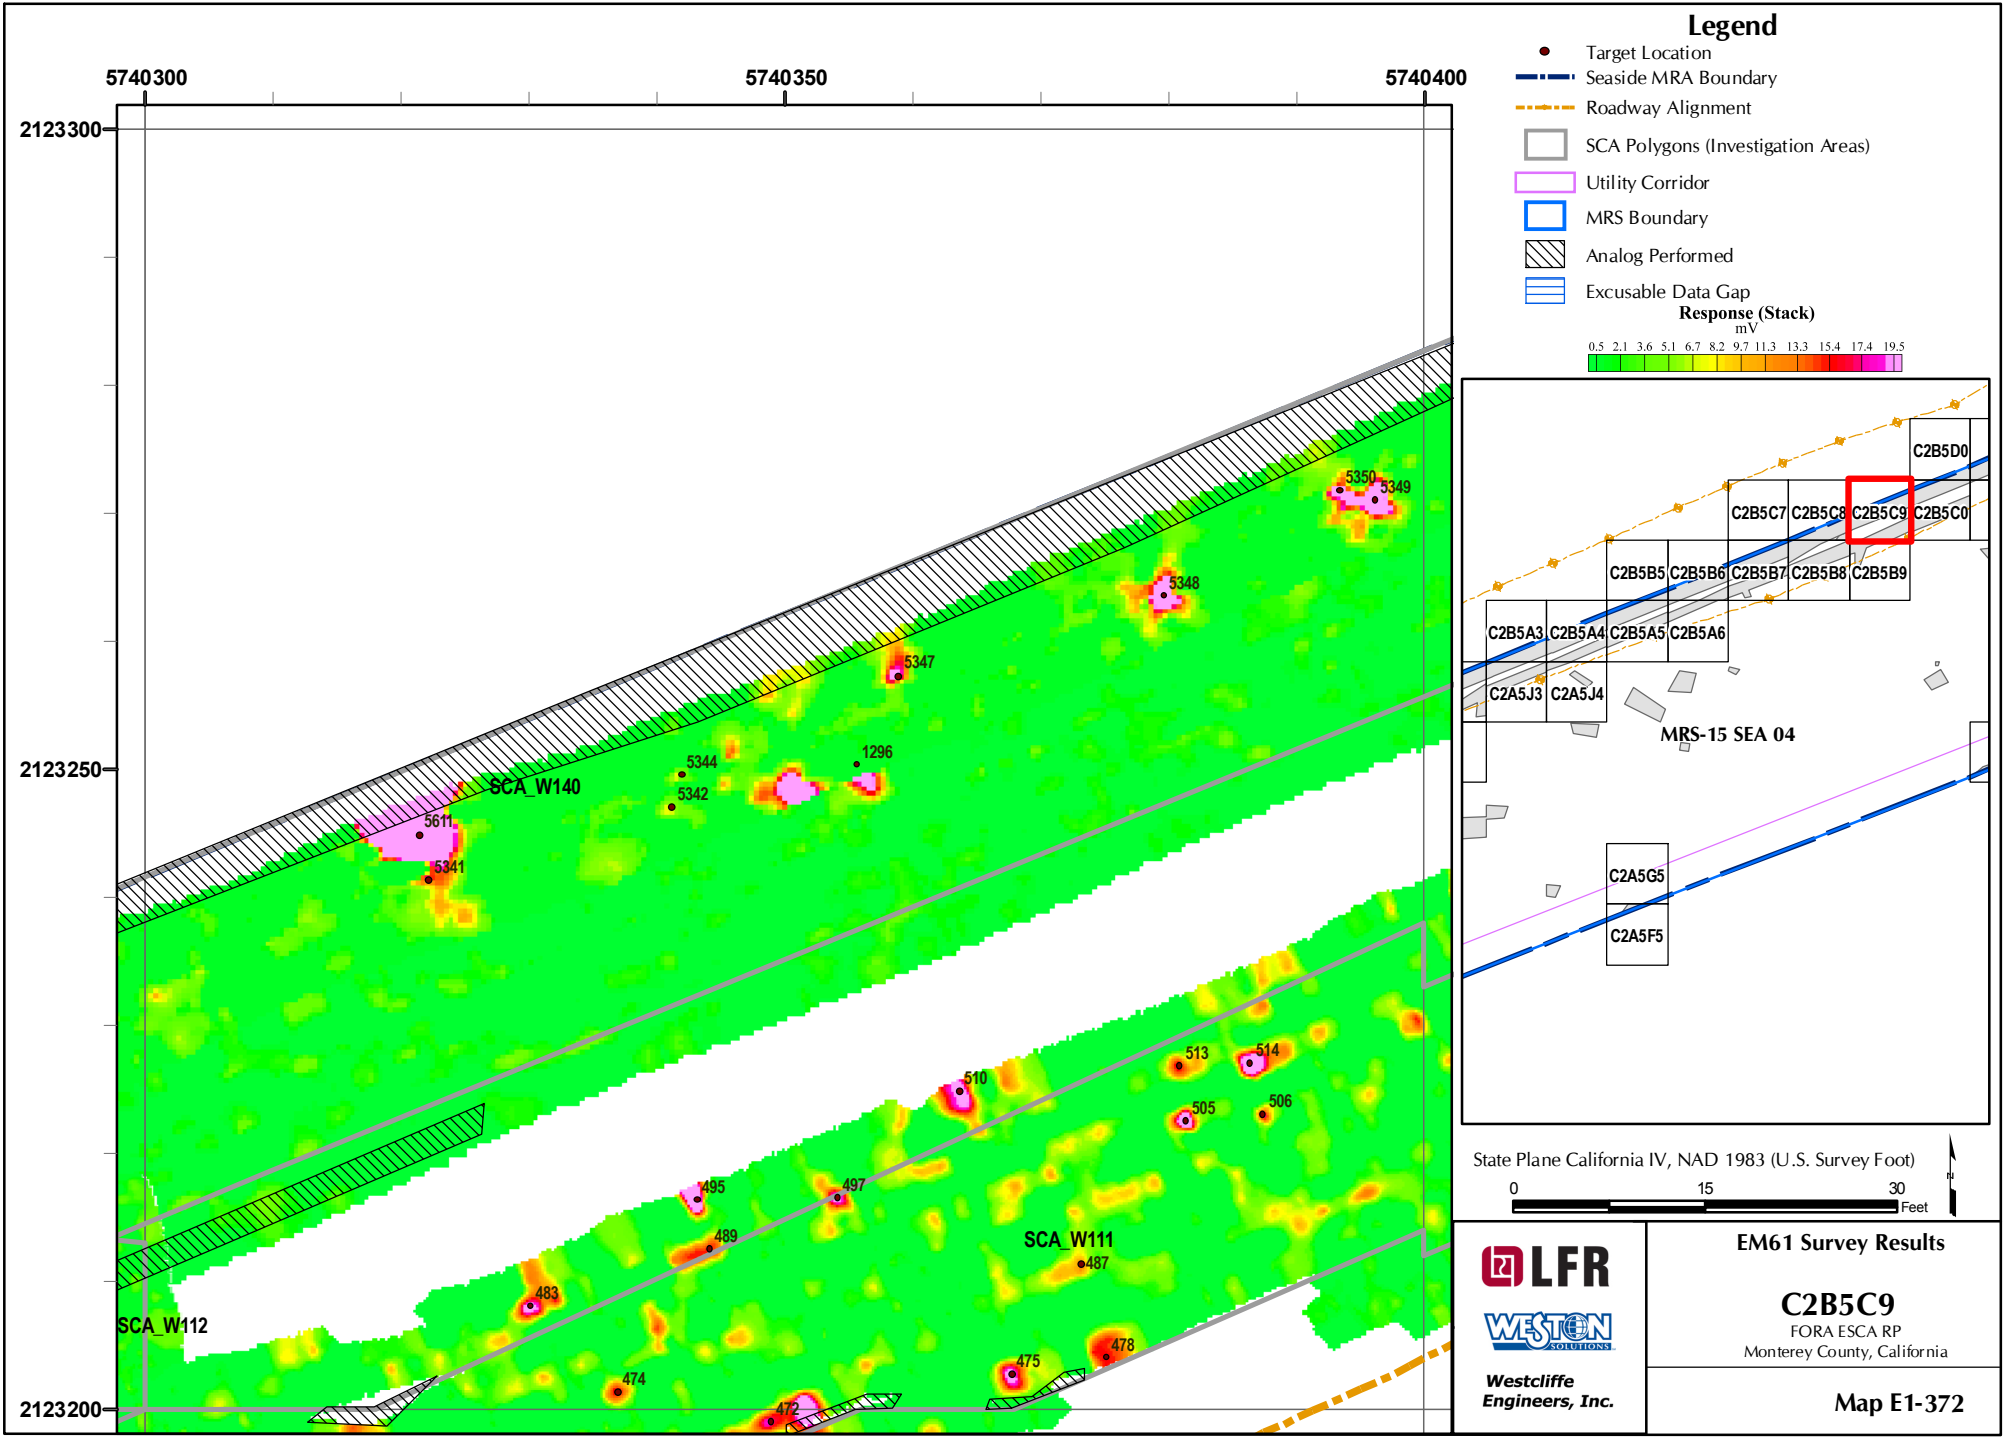 5740300
5740350
5740400
2123300
2123250
2123200
5350
5349
5348
5347
1296
5344
5342
SCA_W140
5611
5341
513
514
510
505
506
495
497
489
SCA_W111
487
483
SCA_W112
478
475
474
472
Legend
Target Location
Seaside MRA Boundary
Roadway Alignment
SCA Polygons (Investigation Areas)
Utility Corridor
MRS Boundary
Analog Performed
Excusable Data Gap
Response (Stack)
mV
0.5 2.1 3.6 5.1 6.7 8.2 9.7 11.3 13.3 15.4 17.4 19.5
C2B5D0
C2B5C7 C2B5C8 C2B5C9 C2B5C0
C2B5B5 C2B5B6 C2B5B7 C2B5B8 C2B5B9
C2B5A3 C2B5A4 C2B5A5 C2B5A6
C2A5J3 C2A5J4
MRS-15 SEA 04
C2A5G5
C2A5F5
State Plane California IV, NAD 1983 (U.S. Survey Foot)
0 15 30
Feet
N
LFR
WESTON
SOLUTIONS
Westcliffe
Engineers, Inc.
EM61 Survey Results
C2B5C9
FORA ESCA RP
Monterey County, California
Map E1-372